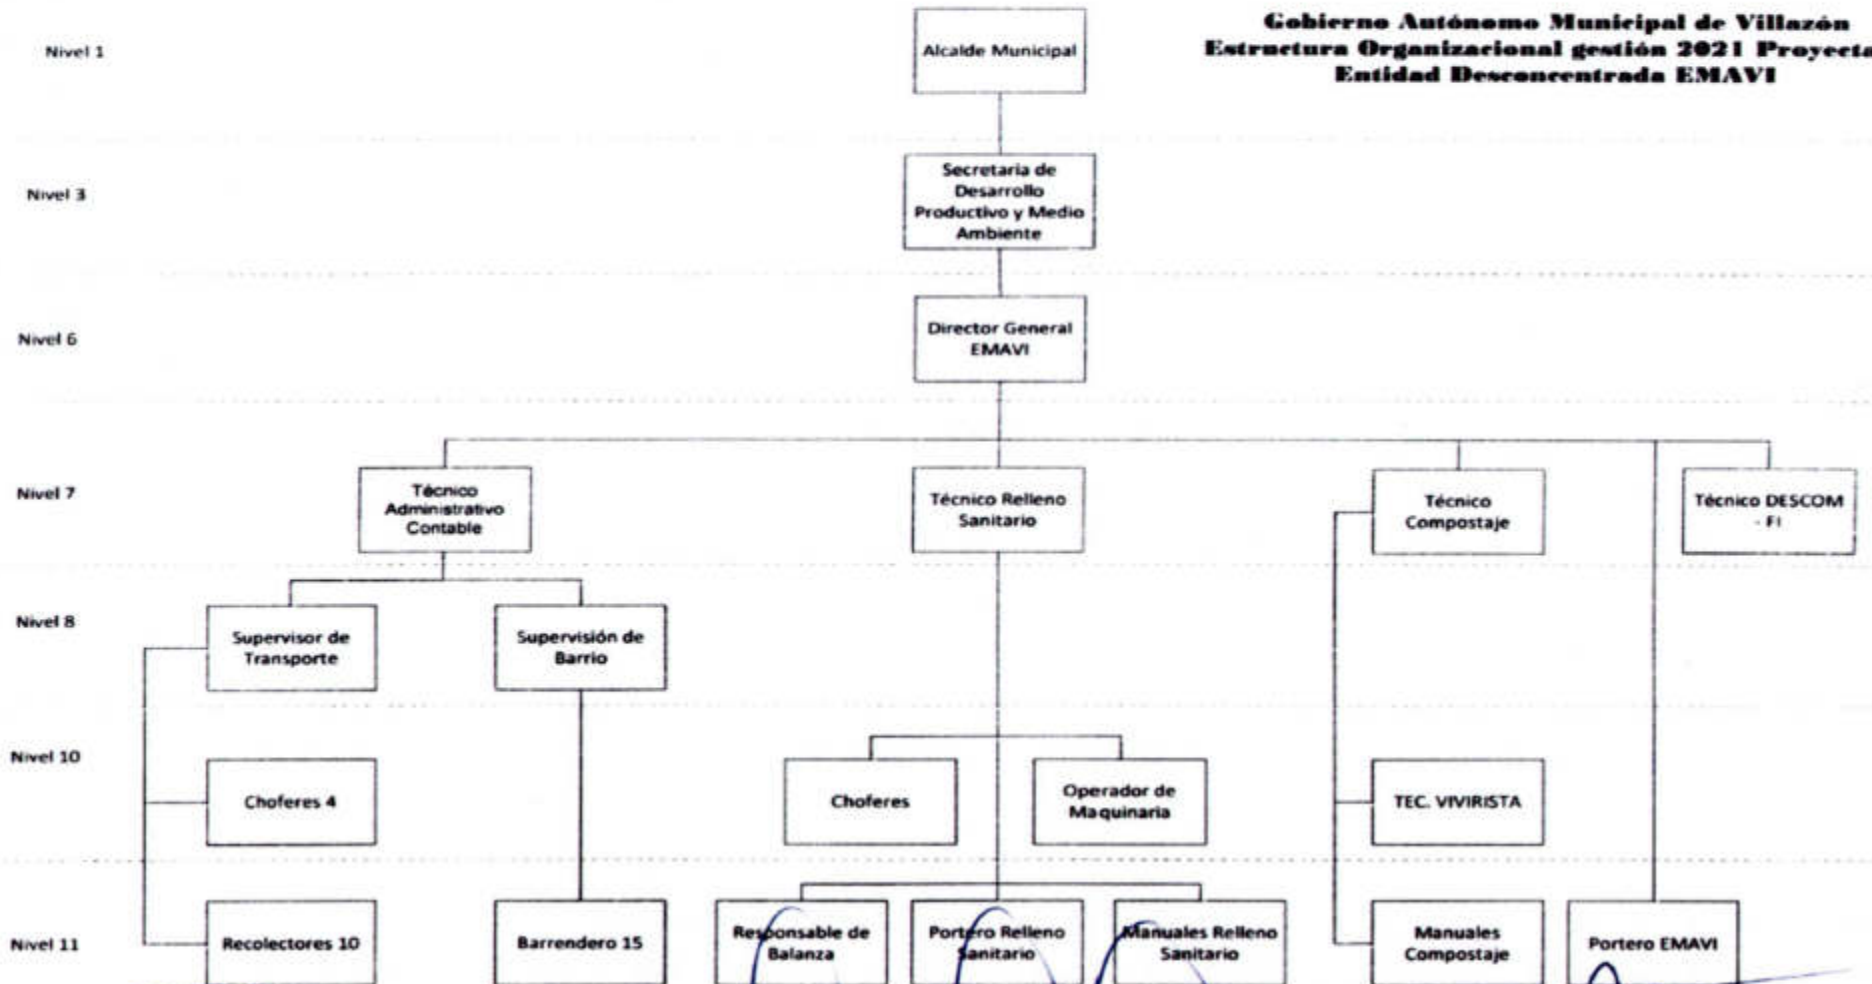 Gobierno Autónomo Municipal de Villazón
Estructura Organizacional gestión 2021
Entidad Desconcentrada EMAVI
Nivel 1
Alcalde Municipal
Nivel 3
Secretaria de
Desarrollo
Productivo y Medio
Ambiente
Nivel 6
Director General
EMAVI
Nivel 7
Técnico
Administrativo
Contable
Técnico Relleno
Sanitario
Técnico
Compostaje
Técnico DESCOM
- FI
Nivel 8
Supervisor de
Transporte
Supervisión de
Barrio
Nivel 10
Choferes 4
Choferes
Operador de
Maquinaria
TEC. VIVIRISTA
Nivel 11
Recolectores 10
Barrendero 15
Responsable de
Balanza
Portero Relleno
Sanitario
Manuales Relleno
Sanitario
Manuales
Compostaje
Portero EMAVI